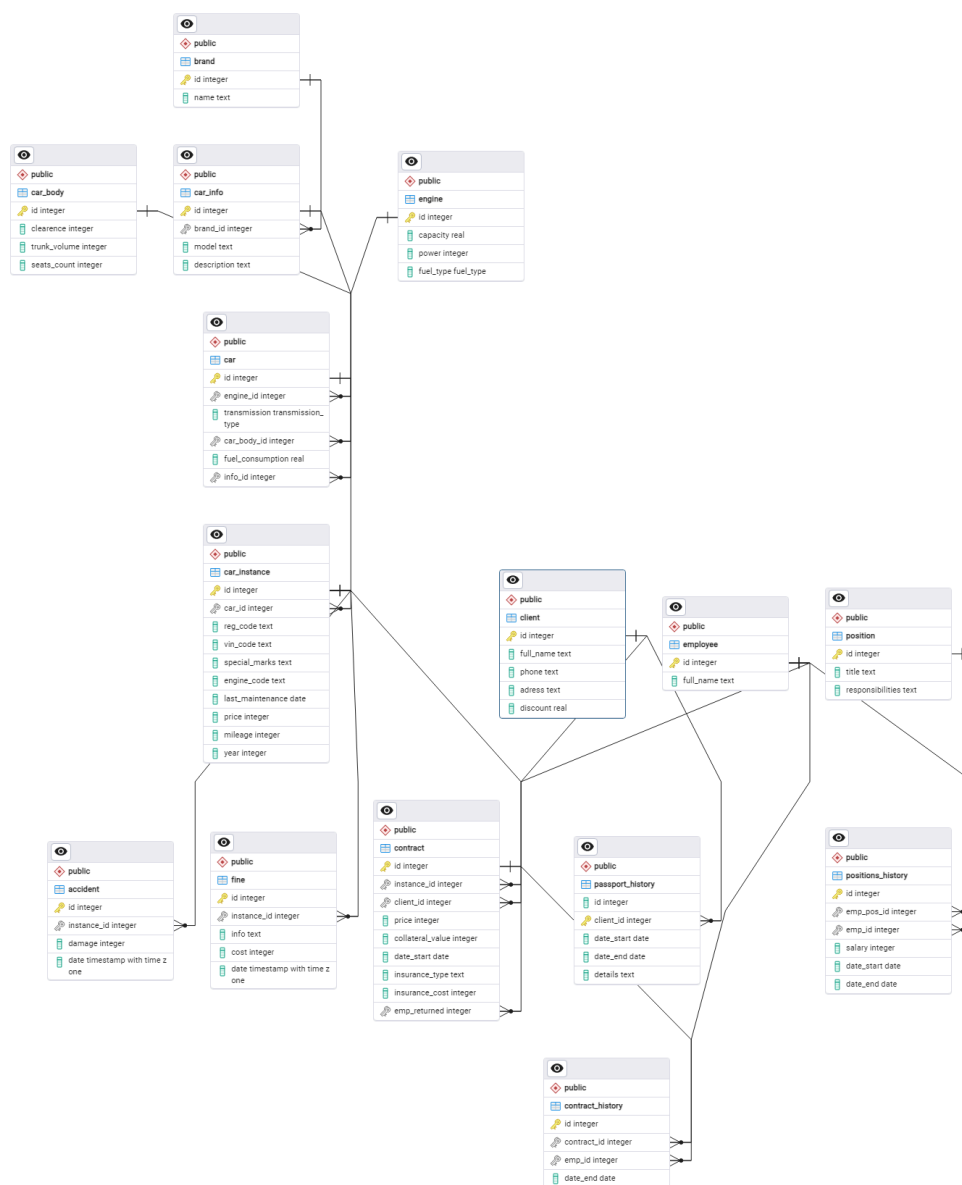 public
brand
id integer
name text
public
car_body
id integer
clearence integer
trunk_volume integer
seats_count integer
public
car_info
id integer
brand_id integer
model text
description text
public
engine
id integer
capacity real
power integer
fuel_type fuel_type
public
car
id integer
engine_id integer
transmission transmission_
type
car_body_id integer
fuel_consumption real
info_id integer
public
car_instance
id integer
car_id integer
reg_code text
vin_code text
special_marks text
engine_code text
last_maintenance date
price integer
mileage integer
year integer
public
client
id integer
full_name text
phone text
adress text
discount real
public
employee
id integer
full_name text
public
position
id integer
title text
responsibilities text
public
accident
id integer
instance_id integer
damage integer
date timestamp with time z
one
public
fine
id integer
instance_id integer
info text
cost integer
date timestamp with time z
one
public
contract
id integer
instance_id integer
client_id integer
price integer
collateral_value integer
date_start date
insurance_type text
insurance_cost integer
emp_returned integer
public
passport_history
id integer
client_id integer
date_start date
date_end date
details text
public
positions_history
id integer
emp_pos_id integer
emp_id integer
salary integer
date_start date
date_end date
public
contract_history
id integer
contract_id integer
emp_id integer
date_end date